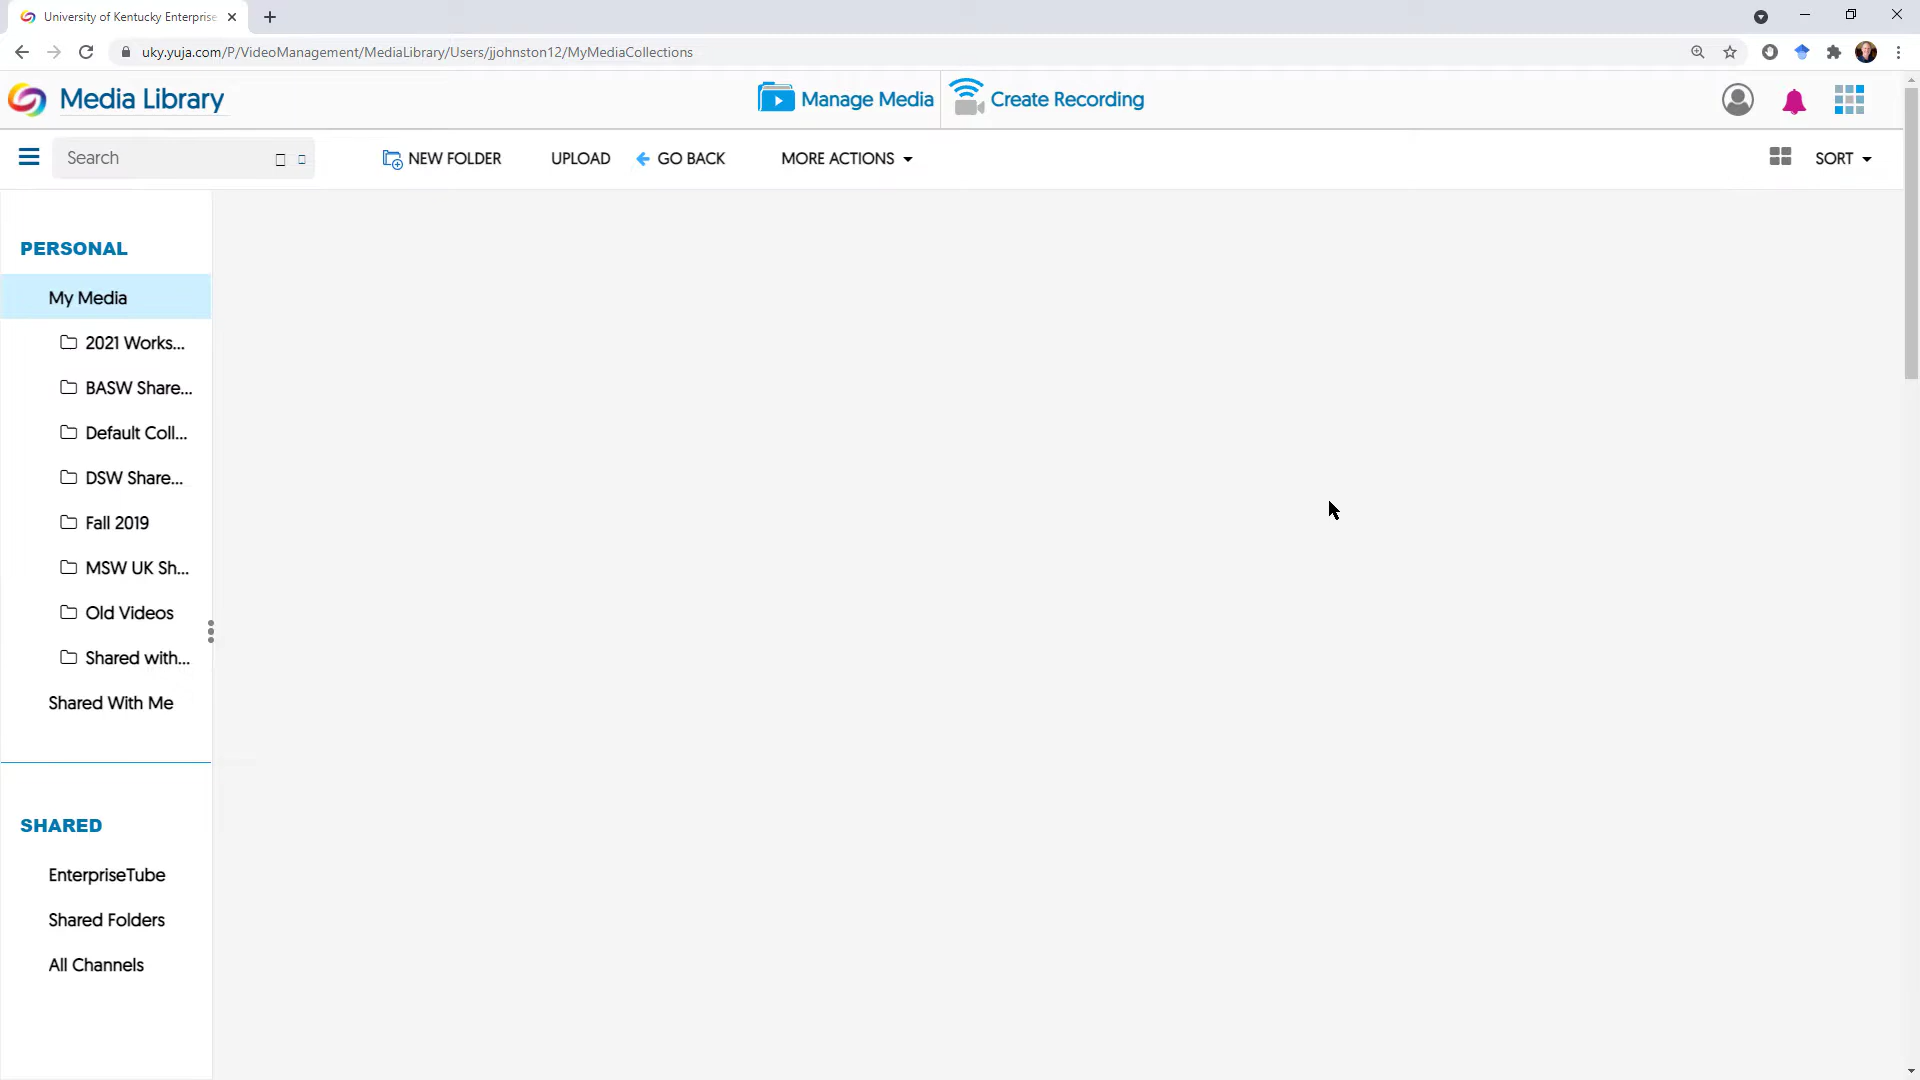 University of Kentucky Enterprise
uky.yuja.com/P/VideoManagement/MediaLibrary/Users/jjohnston12/MyMediaCollections
Media Library
Manage Media
Create Recording
Search
NEW FOLDER
UPLOAD
GO BACK
MORE ACTIONS
SORT
PERSONAL
My Media
2021 Works...
BASW Share...
Default Coll...
DSW Share...
Fall 2019
MSW UK Sh...
Old Videos
Shared with...
Shared With Me
SHARED
EnterpriseTube
Shared Folders
All Channels